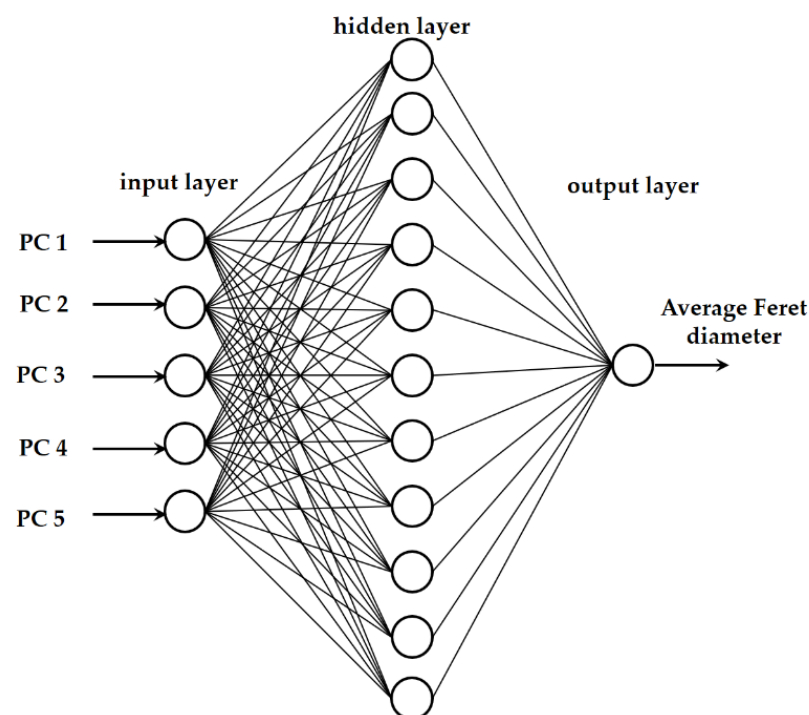 hidden layer
input layer
output layer
PC 1
PC 2
PC 3
PC 4
PC 5
Average Feret
diameter